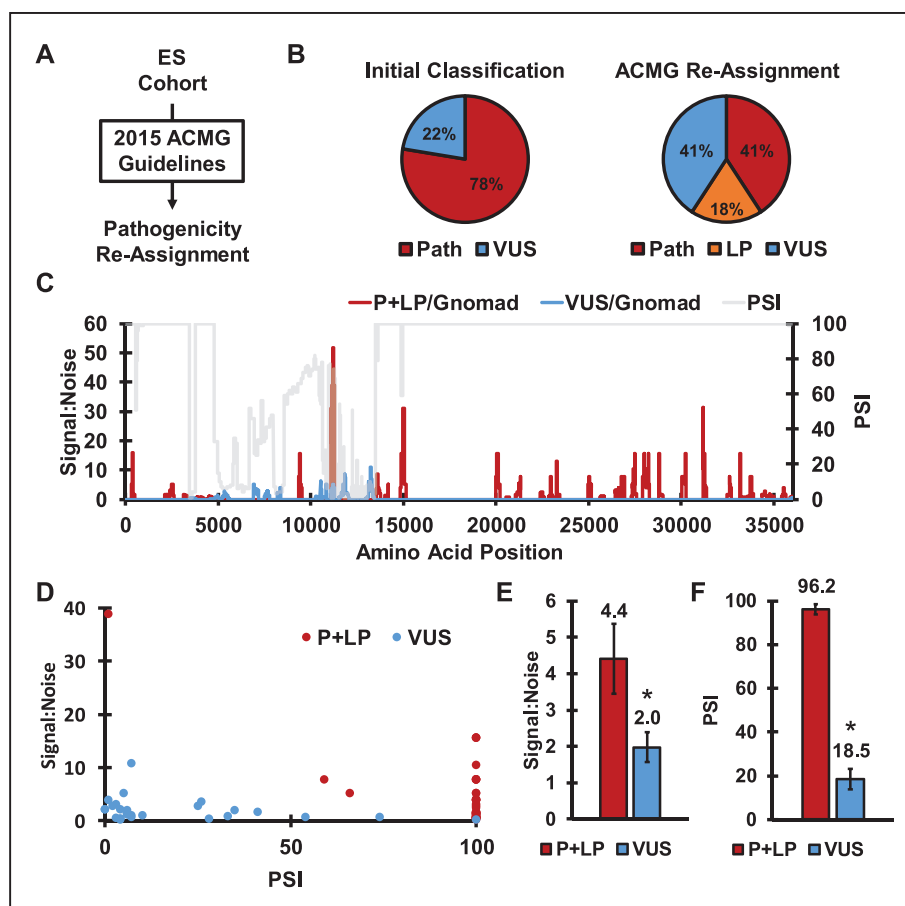 A
ES
Cohort
2015 ACMG
Guidelines
Pathogenicity
Re-Assignment
B
Initial Classification
22%
78%
Path VUS
ACMG Re-Assignment
41% 41%
18%
Path LP VUS
C
P+LP/Gnomad VUS/Gnomad PSI
Signal:Noise
60
50
40
30
20
10
0
PSI
100
80
60
40
20
0
0 5000 10000 15000 20000 25000 30000 35000
Amino Acid Position
D
P+LP VUS
Signal:Noise
40
30
20
10
0
0 50 100
PSI
E
Signal:Noise
6
5
4
3
2
1
0
4.4
*
2.0
P+LP VUS
F
PSI
100
80
60
40
20
0
96.2
*
18.5
P+LP VUS